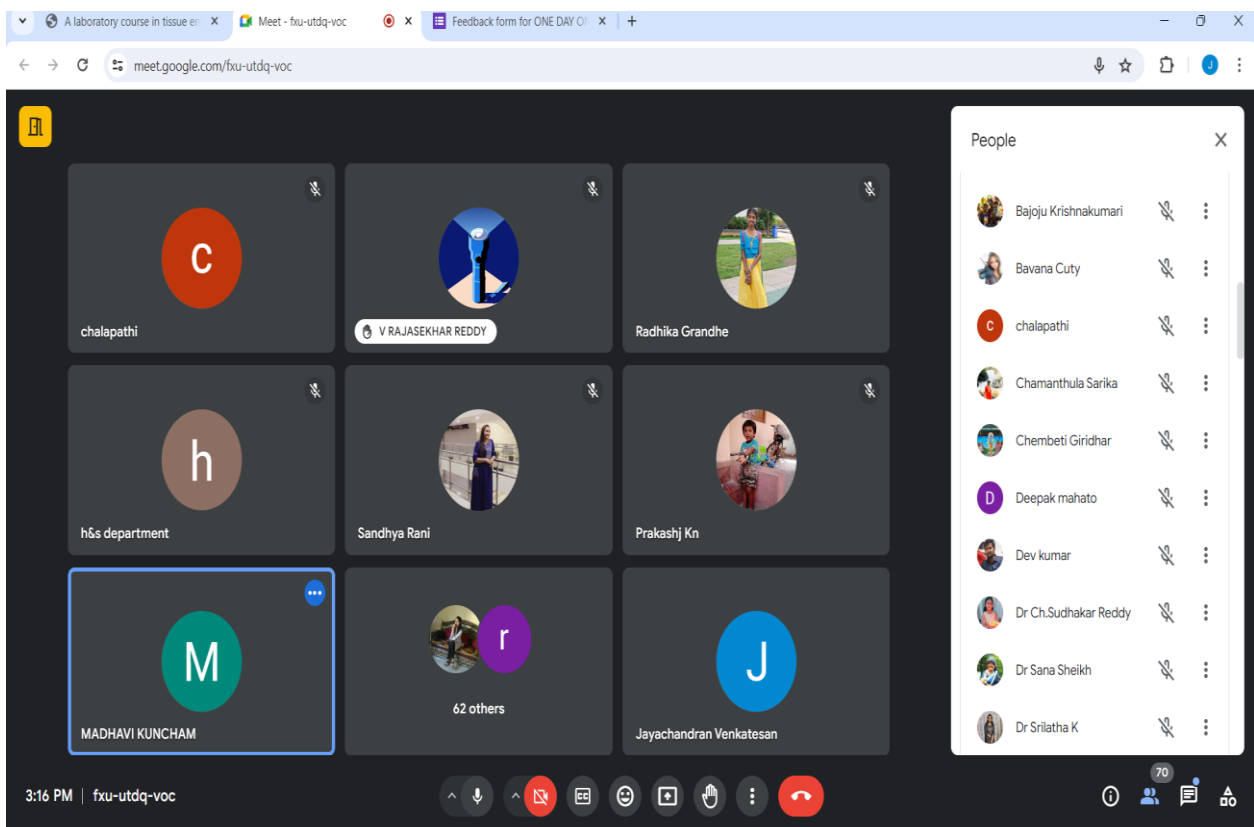 A laboratory course in tissue en
Meet - fxu-utdq-voc
Feedback form for ONE DAY O
meet.google.com/fxu-utdq-voc
J
People
c
chalapathi
V RAJASEKHAR REDDY
Radhika Grandhe
h
h&s department
Sandhya Rani
Prakashj Kn
M
MADHAVI KUNCHAM
r
62 others
J
Jayachandran Venkatesan
Bajoju Krishnakumari
Bavana Cuty
c chalapathi
Chamanthula Sarika
Chembeti Giridhar
D Deepak mahato
Dev kumar
Dr Ch.Sudhakar Reddy
Dr Sana Sheikh
Dr Srilatha K
3:16 PM | fxu-utdq-voc
CC
70